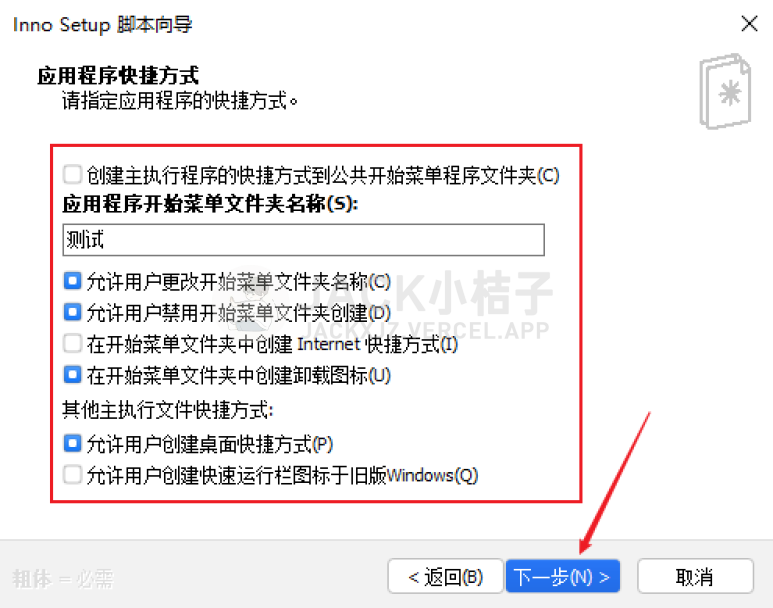 Inno Setup 脚本向导
应用程序快捷方式
请指定应用程序的快捷方式。
创建主执行程序的快捷方式到公共开始菜单程序文件夹(C)
应用程序开始菜单文件夹名称(S):
测试
允许用户更改开始菜单文件夹名称(C)
允许用户禁用开始菜单文件夹创建(D)
在开始菜单文件夹中创建 Internet 快捷方式(I)
在开始菜单文件夹中创建卸载图标(U)
其他主执行文件快捷方式:
允许用户创建桌面快捷方式(P)
允许用户创建快速运行栏图标于旧版Windows(Q)
JACK小桔子
JACKXJZ.VERCEL.APP
粗体 = 必需
< 返回(B)
下一步(N) >
取消